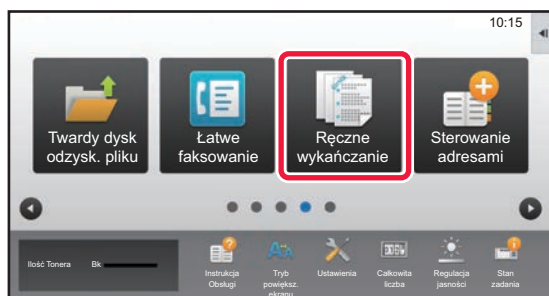 10:15
Twardy dysk
odzysk. pliku
Łatwe
faksowanie
Ręczne
wykańczanie
Sterowanie
adresami
Ilość Tonera Bk
Instrukcja
Obsługi
Tryb
powiększ.
ekranu
Ustawienia
Całkowita
liczba
Regulacja
jasności
Stan
zadania